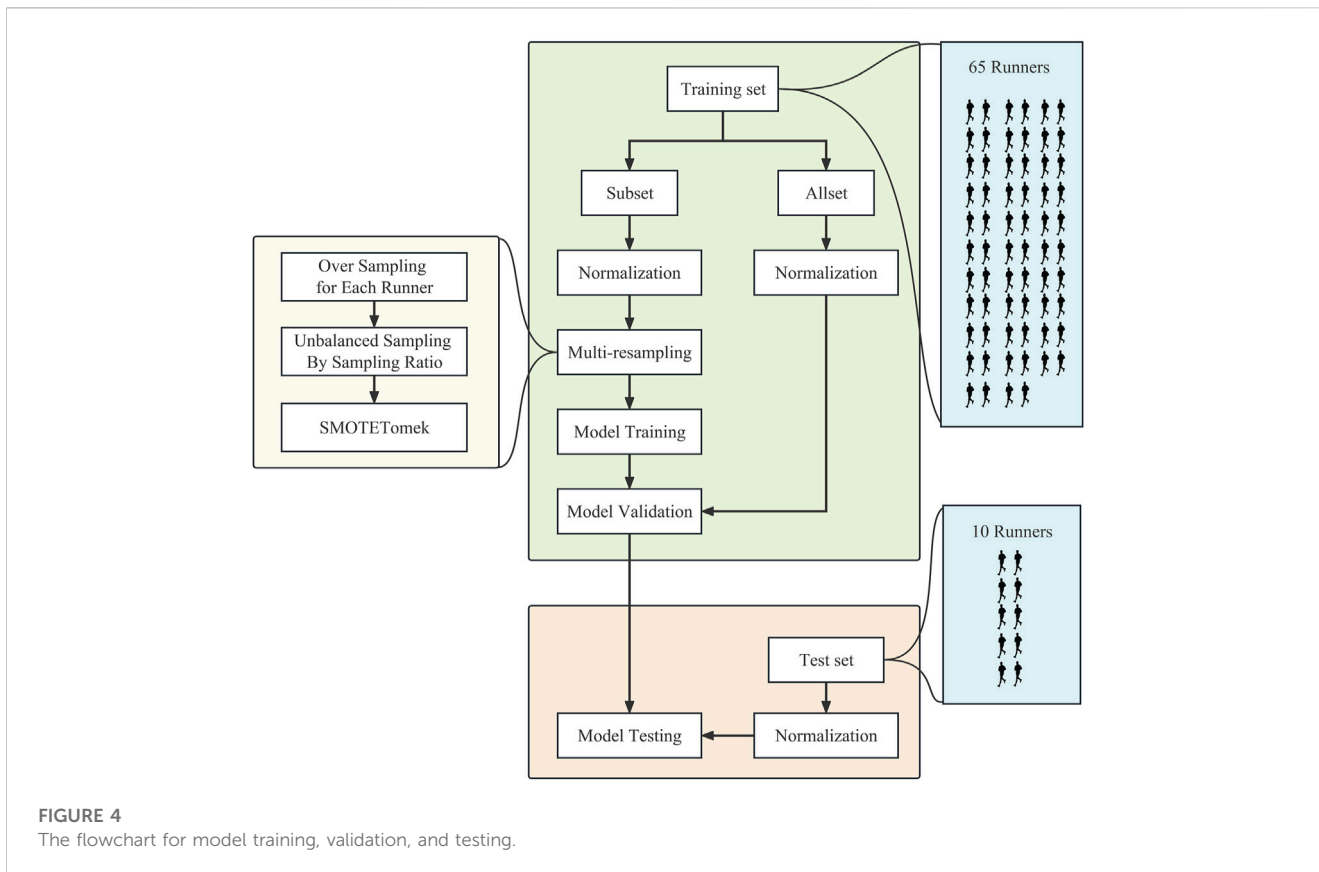 65 Runners
Training set
Subset
Allset
Normalization
Normalization
Over Sampling
for Each Runner
Unbalanced Sampling
By Sampling Ratio
SMOTETomek
Multi-resampling
Model Training
Model Validation
10 Runners
Test set
Model Testing
Normalization
FIGURE 4
The flowchart for model training, validation, and testing.